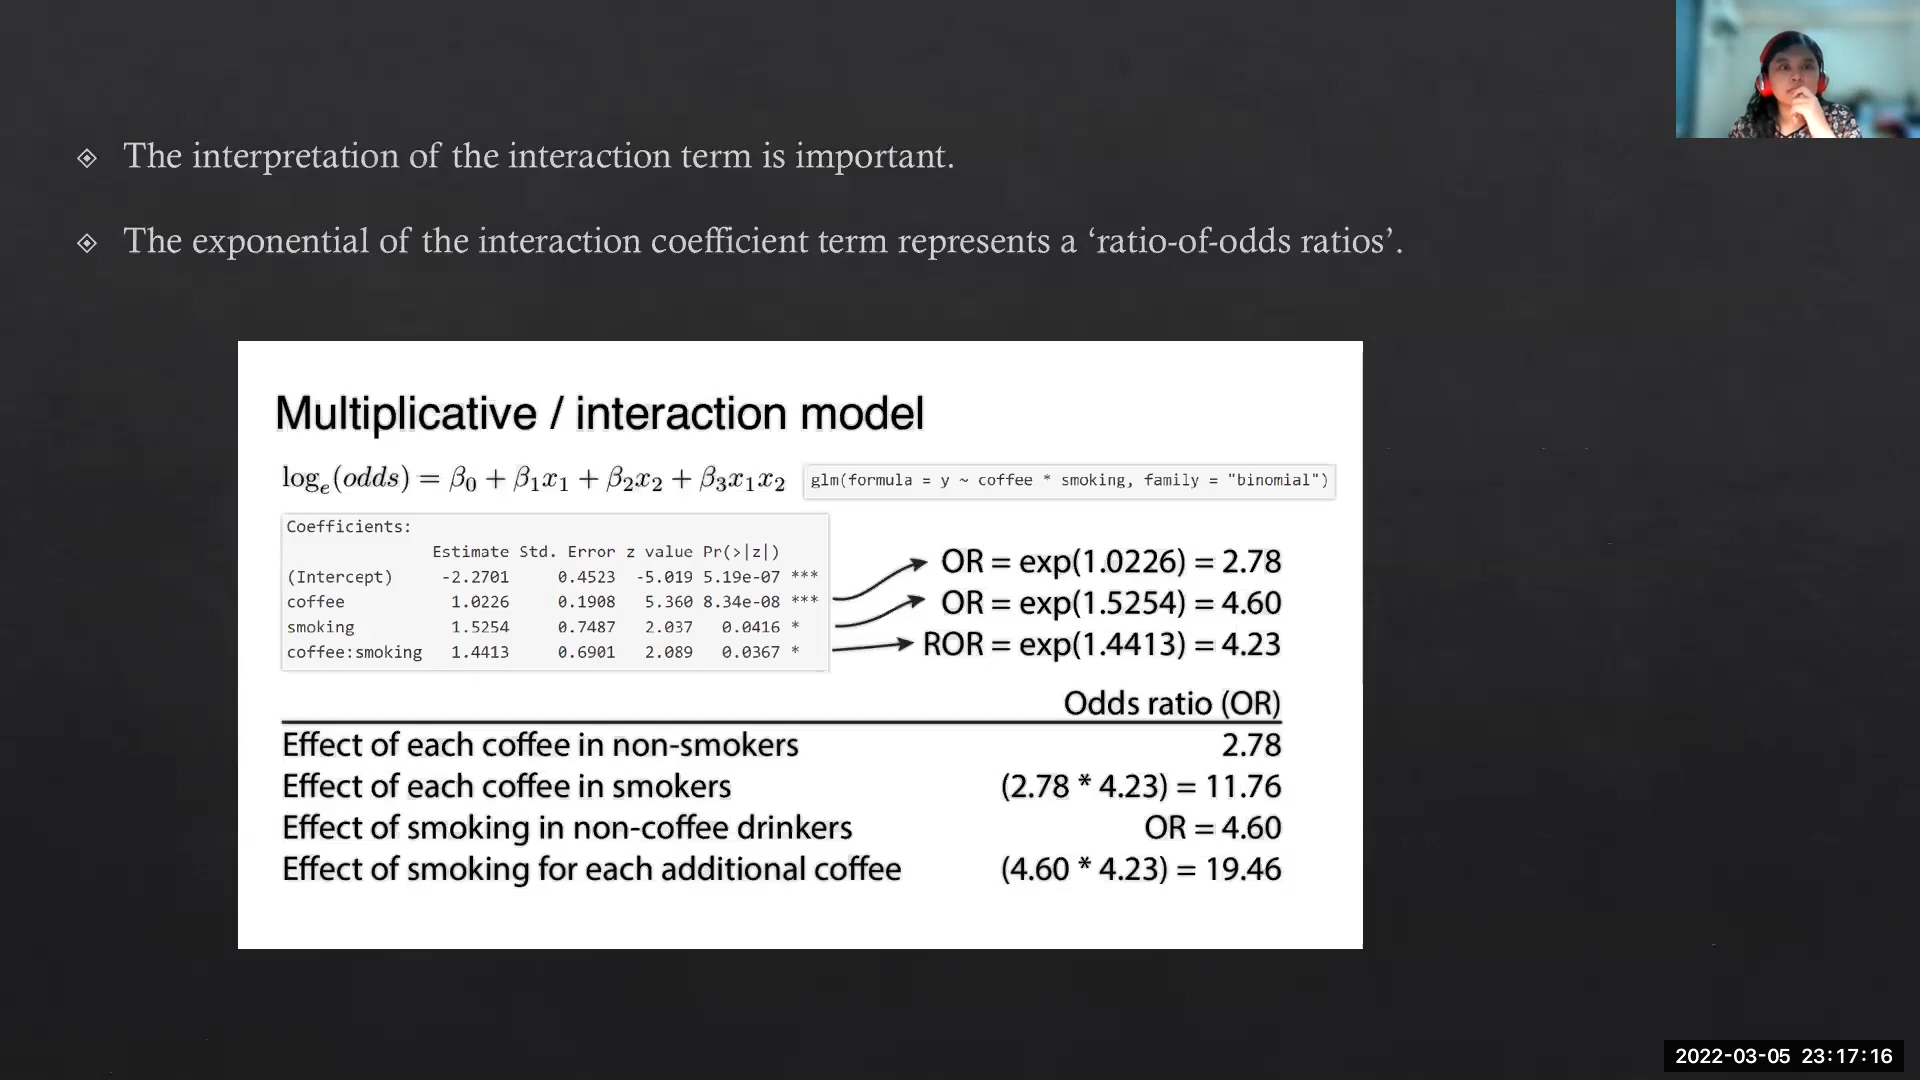 The interpretation of the interaction term is important.
The exponential of the interaction coefficient term represents a ‘ratio-of-odds ratios’.
Multiplicative / interaction model
logₑ(odds) = β₀ + β₁x₁ + β₂x₂ + β₃x₁x₂
glm(formula = y ~ coffee * smoking, family = "binomial")
Coefficients:
Estimate Std. Error z value Pr(>|z|)
(Intercept) -2.2701 0.4523 -5.019 5.19e-07 ***
coffee 1.0226 0.1908 5.360 8.34e-08 ***
smoking 1.5254 0.7487 2.037 0.0416 *
coffee:smoking 1.4413 0.6901 2.089 0.0367 *
OR = exp(1.0226) = 2.78
OR = exp(1.5254) = 4.60
ROR = exp(1.4413) = 4.23
Odds ratio (OR)
Effect of each coffee in non-smokers 2.78
Effect of each coffee in smokers (2.78 * 4.23) = 11.76
Effect of smoking in non-coffee drinkers OR = 4.60
Effect of smoking for each additional coffee (4.60 * 4.23) = 19.46
2022-03-05 23:17:16